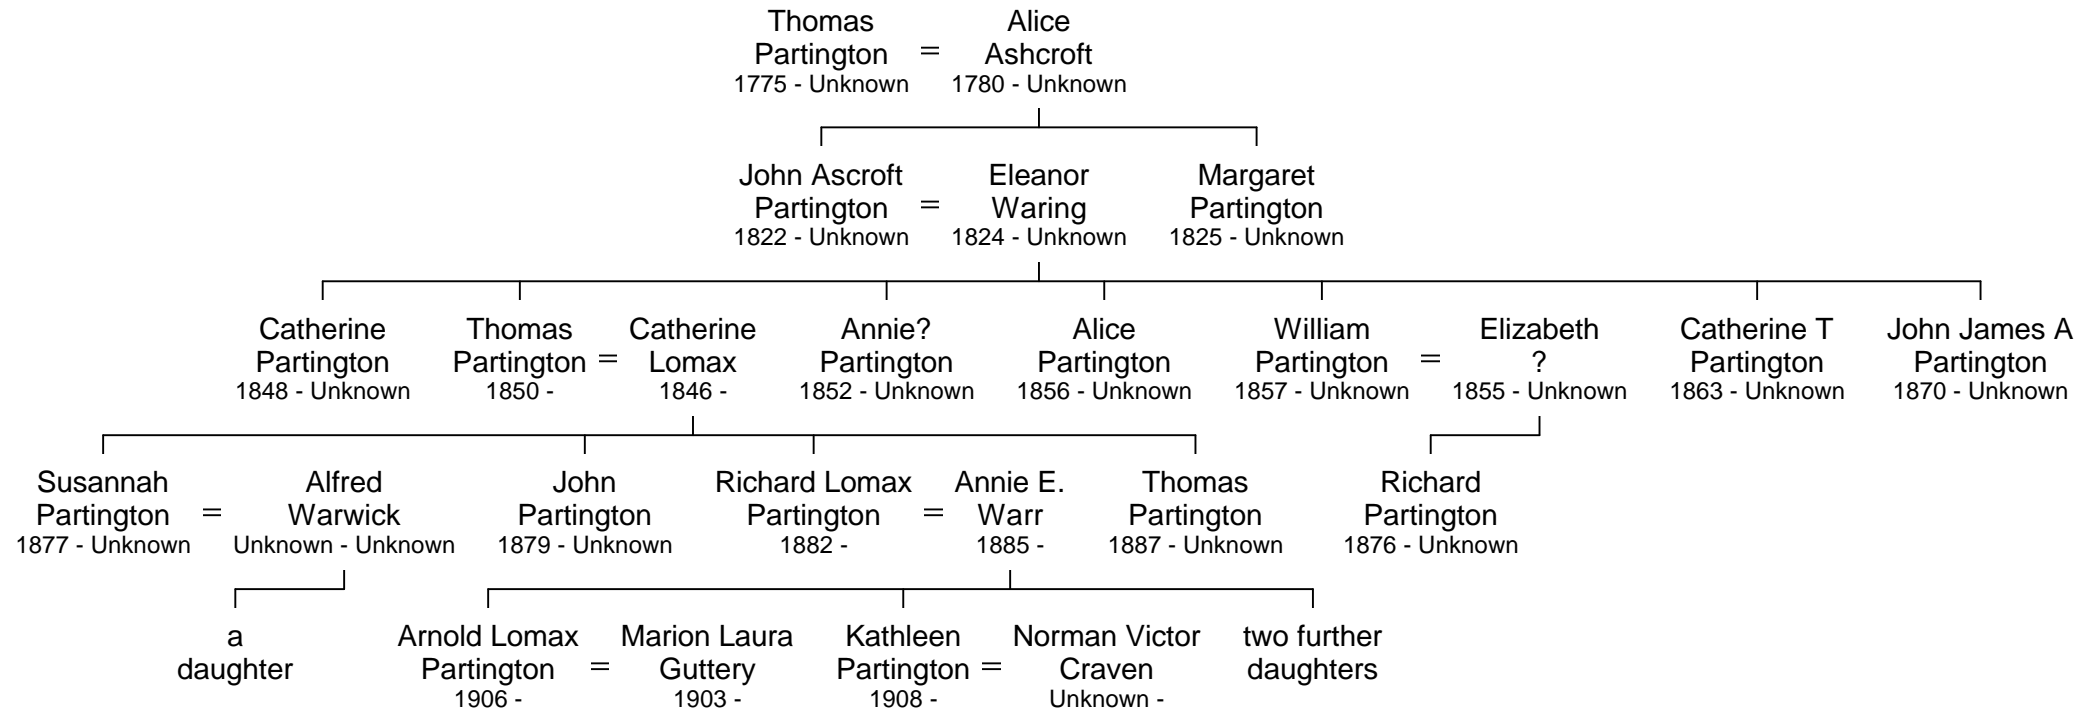 Thomas Alice
Partington = Ashcroft
1775 - Unknown 1780 - Unknown
John Ascroft Eleanor Margaret
Partington = Waring Partington
1822 - Unknown 1824 - Unknown 1825 - Unknown
Catherine Thomas Catherine Annie? Alice William Elizabeth Catherine T John James A
Partington Partington = Lomax Partington Partington Partington = ? Partington Partington
1848 - Unknown 1850 - 1846 - 1852 - Unknown 1856 - Unknown 1857 - Unknown 1855 - Unknown 1863 - Unknown 1870 - Unknown
Susannah Alfred John Richard Lomax Annie E. Thomas Richard
Partington = Warwick Partington Partington = Warr Partington Partington
1877 - Unknown Unknown - Unknown 1879 - Unknown 1882 - 1885 - 1887 - Unknown 1876 - Unknown
a Arnold Lomax Marion Laura Kathleen Norman Victor two further
daughter Partington = Guttery Partington = Craven daughters
1906 - 1903 - 1908 - Unknown -